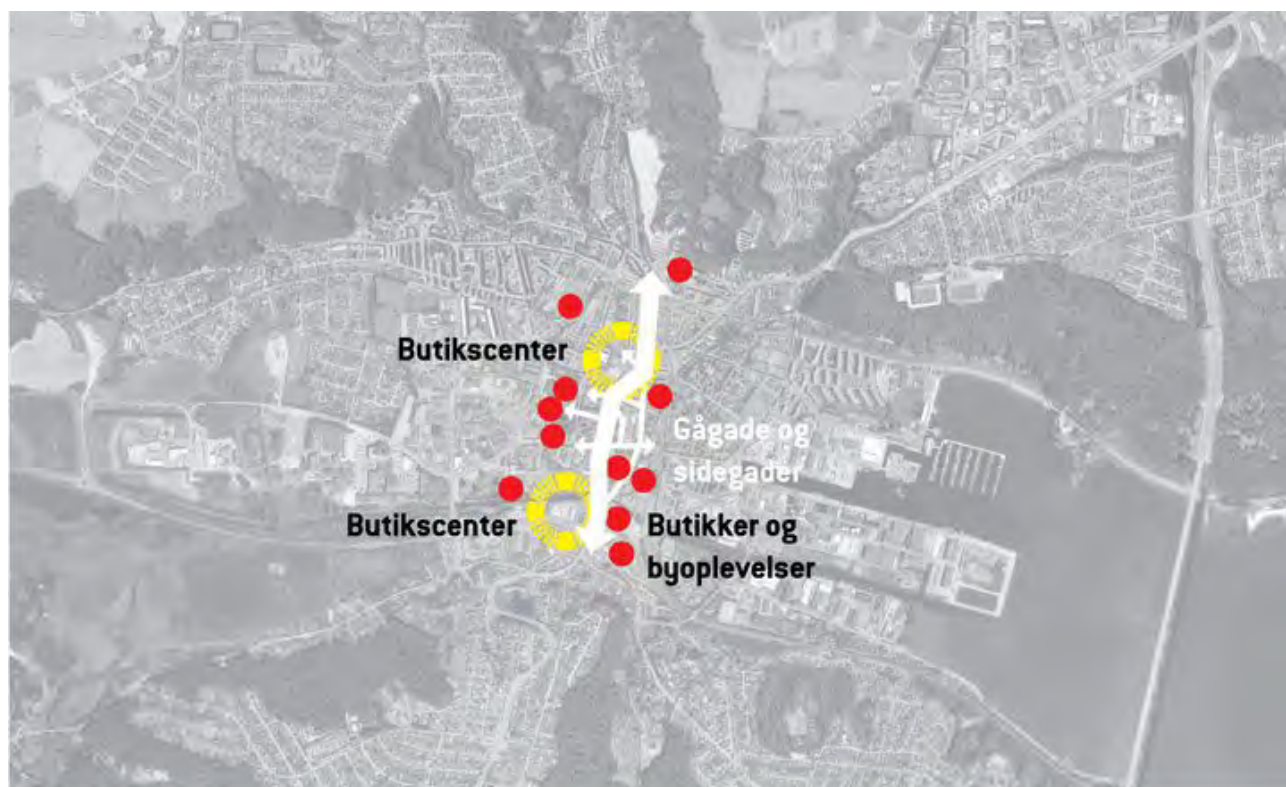 Butikscenter
Gågade og
sidegader
Butikscenter
Butikker og
byoplevelser